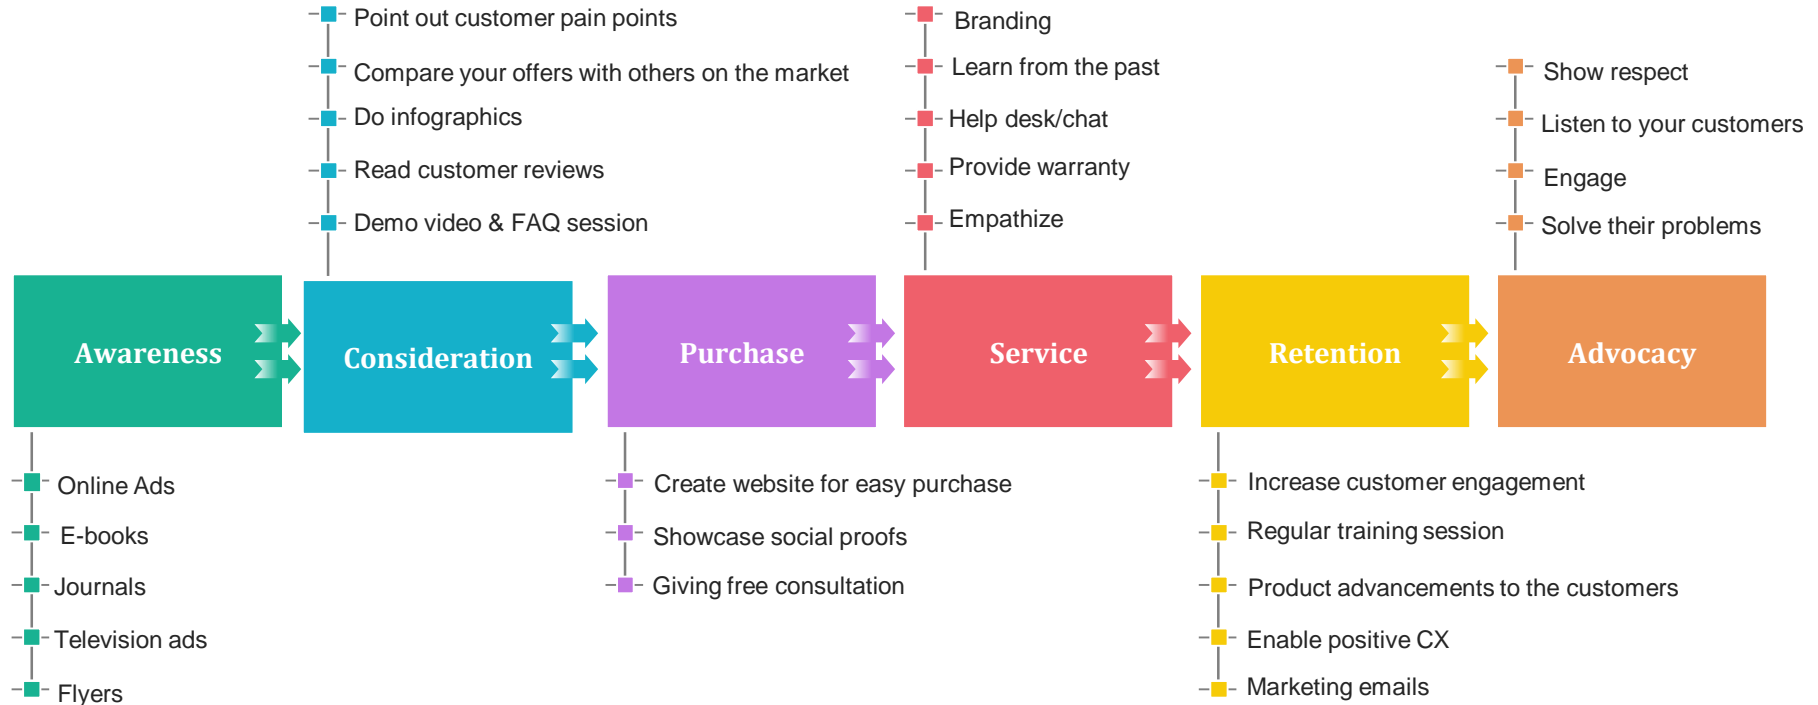 Point out customer pain points
Compare your offers with others on the market
Do infographics
Read customer reviews
Demo video & FAQ session
Branding
Learn from the past
Help desk/chat
Provide warranty
Empathize
Show respect
Listen to your customers
Engage
Solve their problems
Awareness
Consideration
Purchase
Service
Retention
Advocacy
Online Ads
E-books
Journals
Television ads
Flyers
Create website for easy purchase
Showcase social proofs
Giving free consultation
Increase customer engagement
Regular training session
Product advancements to the customers
Enable positive CX
Marketing emails